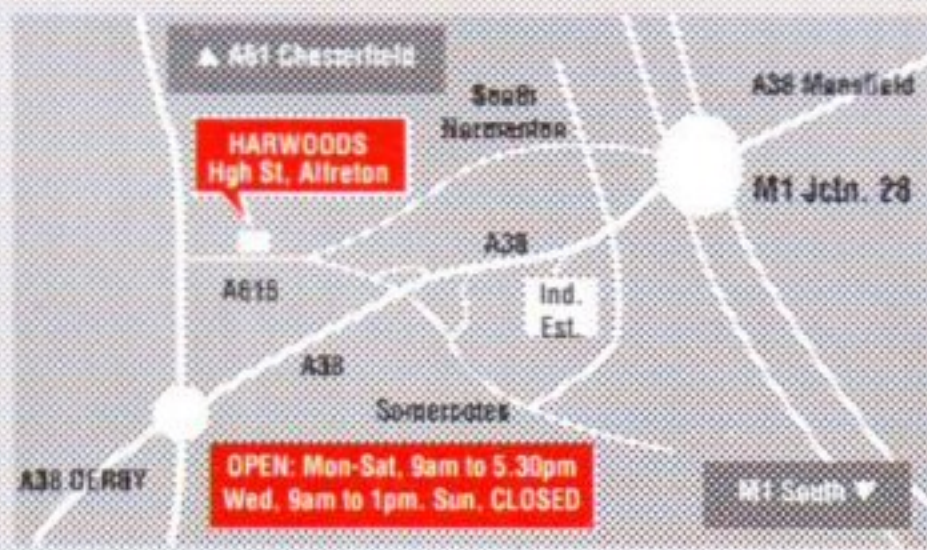 ▲ A61 Chesterfield
South
Normanton
A38 Mansfield
HARWOODS
Hgh St, Alfreton
M1 Jctn. 28
A38
A615
Ind.
Est.
A38
Somercotes
A38 DERBY
OPEN: Mon-Sat, 9am to 5.30pm
Wed, 9am to 1pm. Sun, CLOSED
M1 South ▼